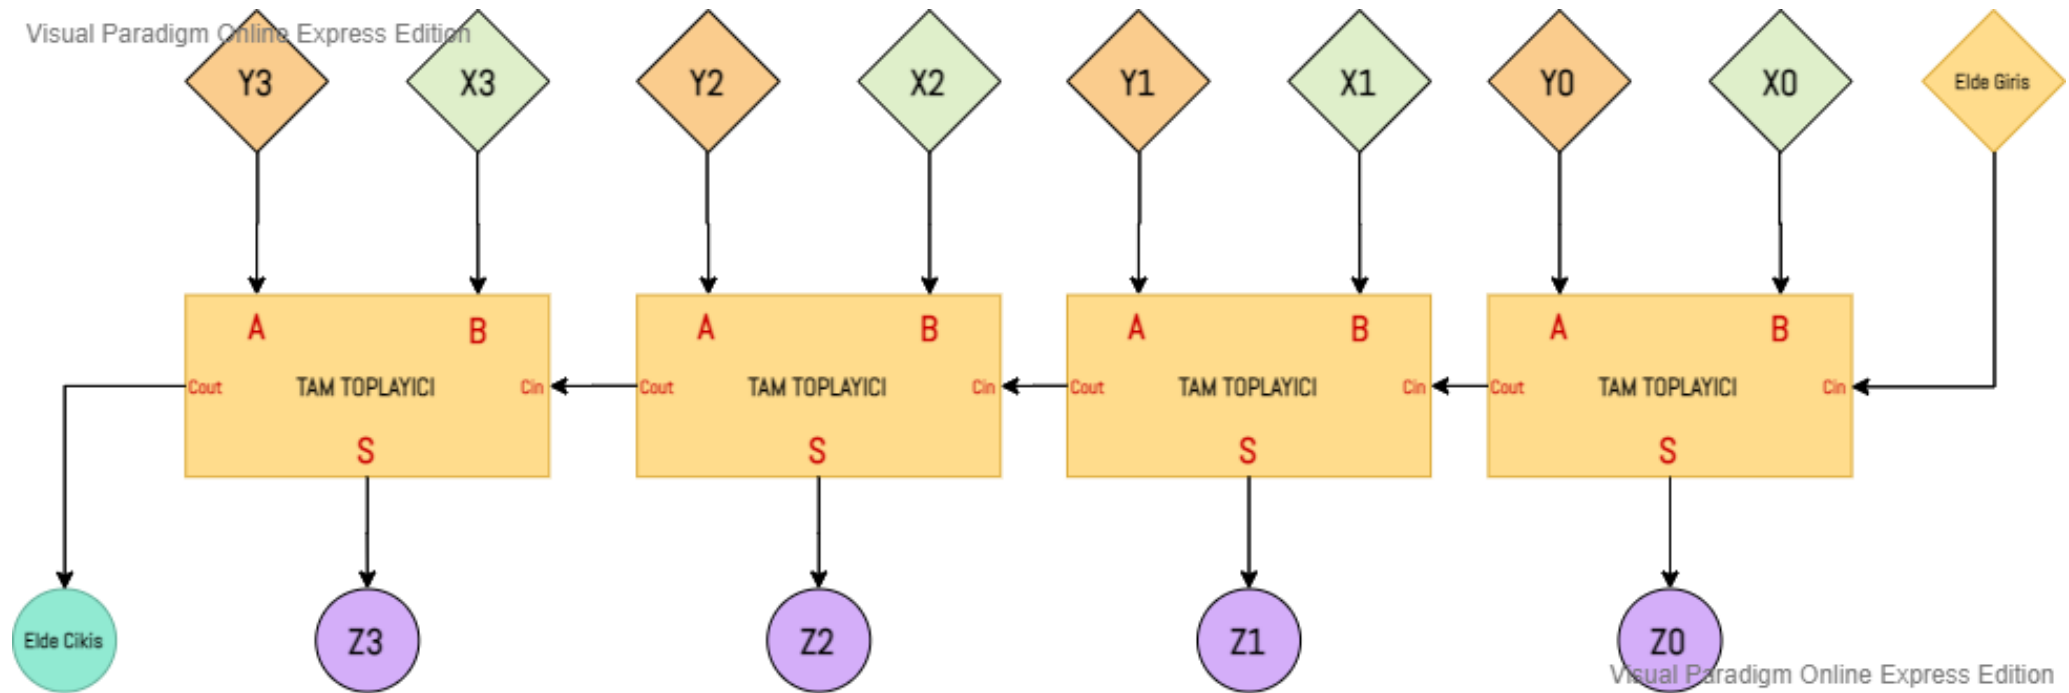 Visual Paradigm Online Express Edition
Y3 X3 Y2 X2 Y1 X1 Y0 X0 Elde Giris
A B A B A B A B
Cout TAM TOPLAYICI Cin Cout TAM TOPLAYICI Cin Cout TAM TOPLAYICI Cin Cout TAM TOPLAYICI Cin
S S S S
Elde Cikis Z3 Z2 Z1 Z0
Visual Paradigm Online Express Edition